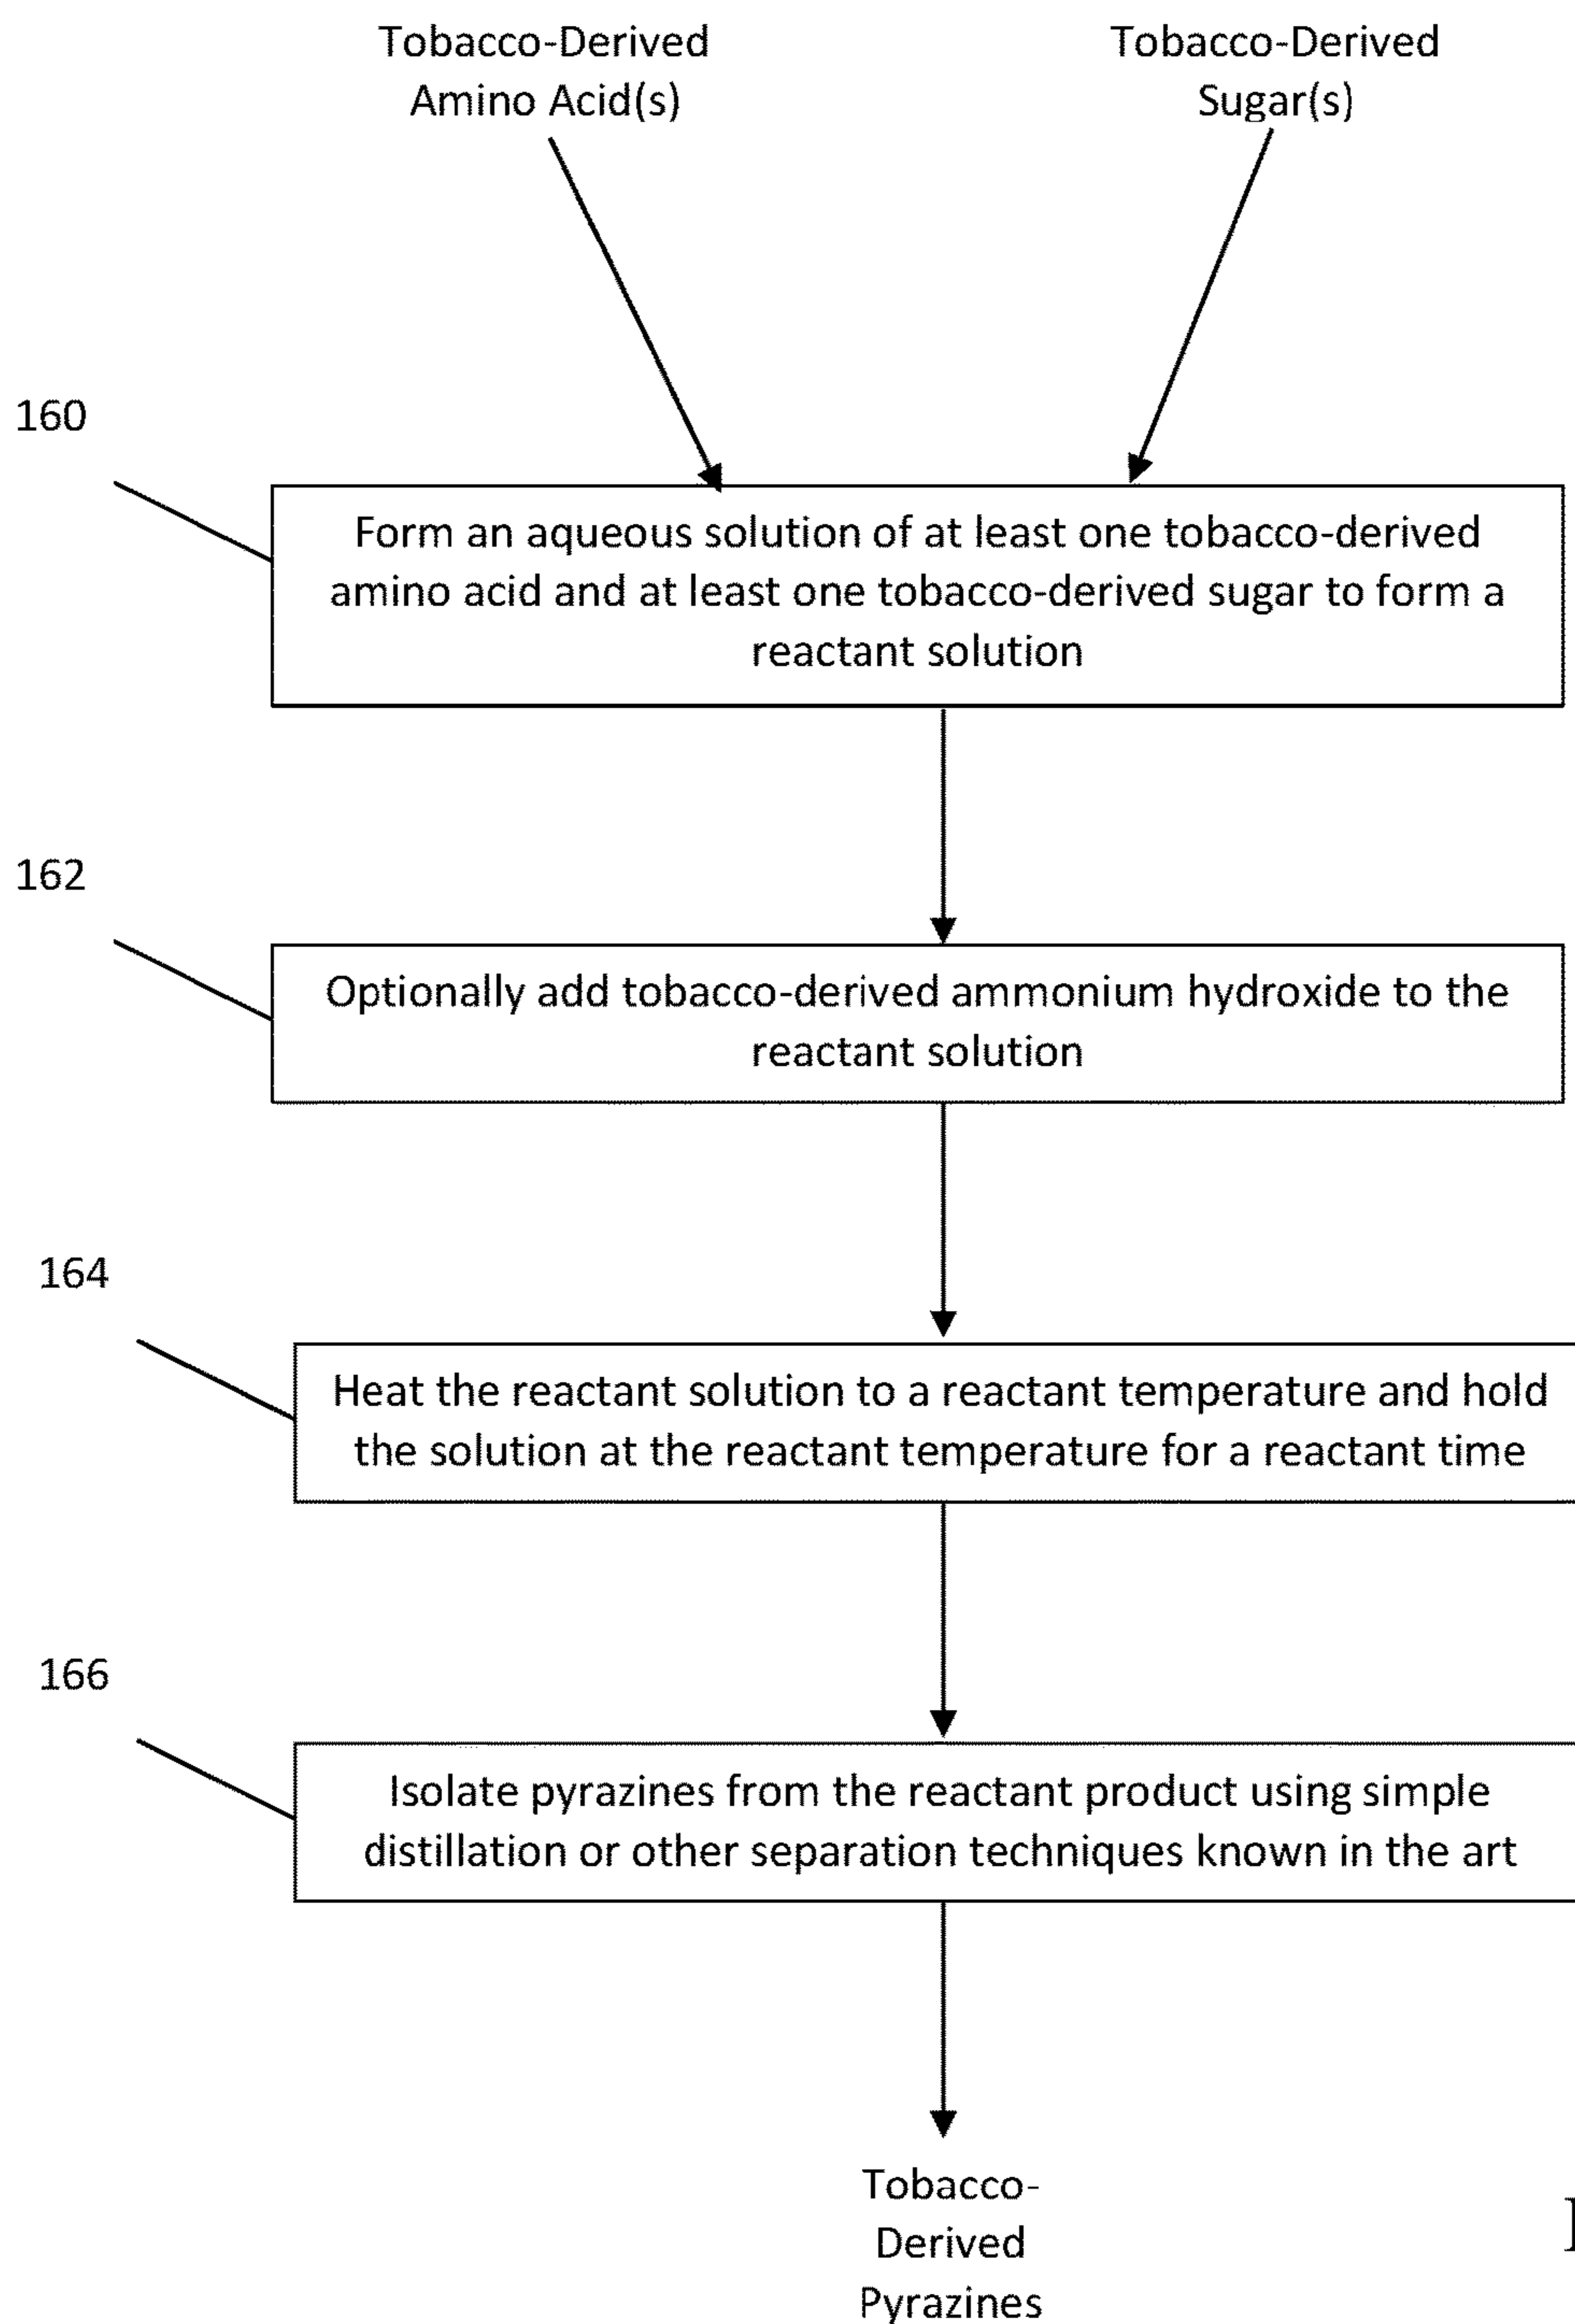 Tobacco-Derived
Amino Acid(s)
Tobacco-Derived
Sugar(s)
160
Form an aqueous solution of at least one tobacco-derived
amino acid and at least one tobacco-derived sugar to form a
reactant solution
162
Optionally add tobacco-derived ammonium hydroxide to the
reactant solution
164
Heat the reactant solution to a reactant temperature and hold
the solution at the reactant temperature for a reactant time
166
Isolate pyrazines from the reactant product using simple
distillation or other separation techniques known in the art
Tobacco-
Derived
Pyrazines